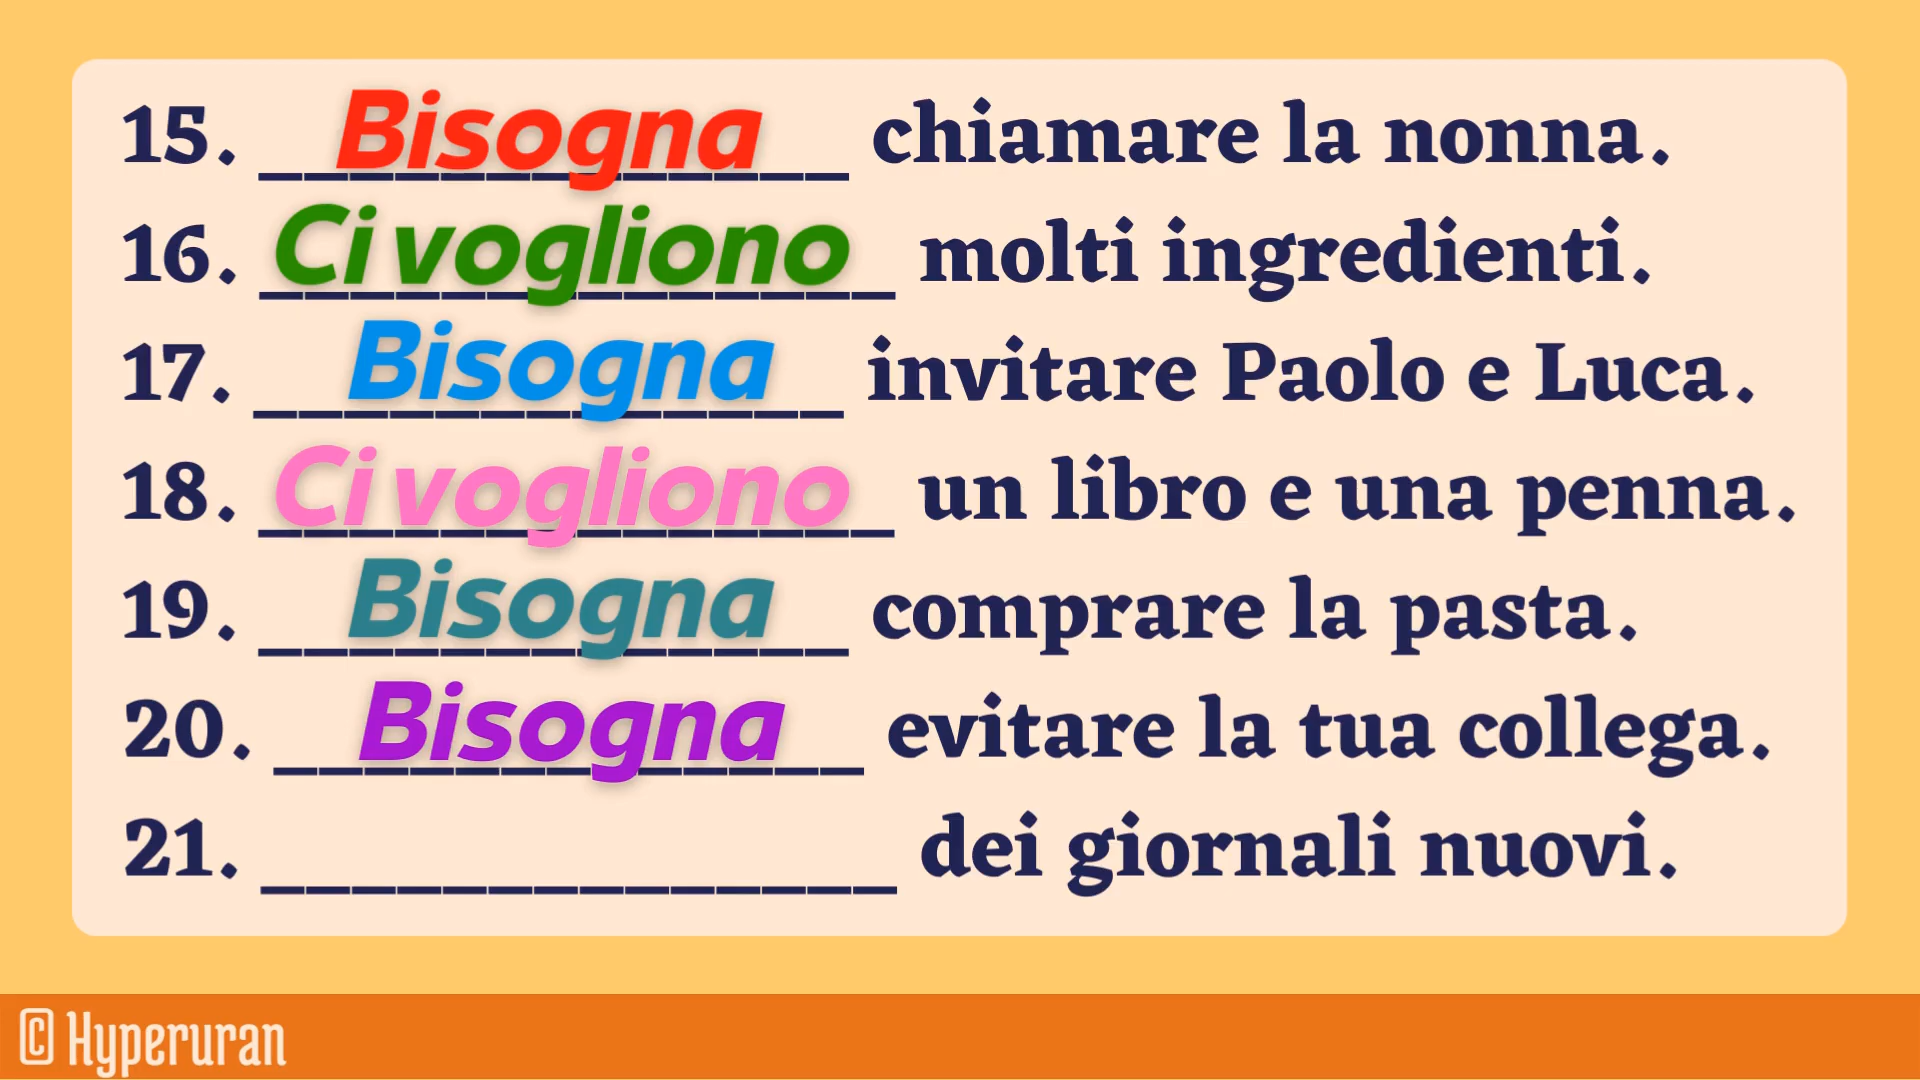 15. Bisogna chiamare la nonna.
16. Ci vogliono molti ingredienti.
17. Bisogna invitare Paolo e Luca.
18. Ci vogliono un libro e una penna.
19. Bisogna comprare la pasta.
20. Bisogna evitare la tua collega.
21. ______________ dei giornali nuovi.
© Hyperuran